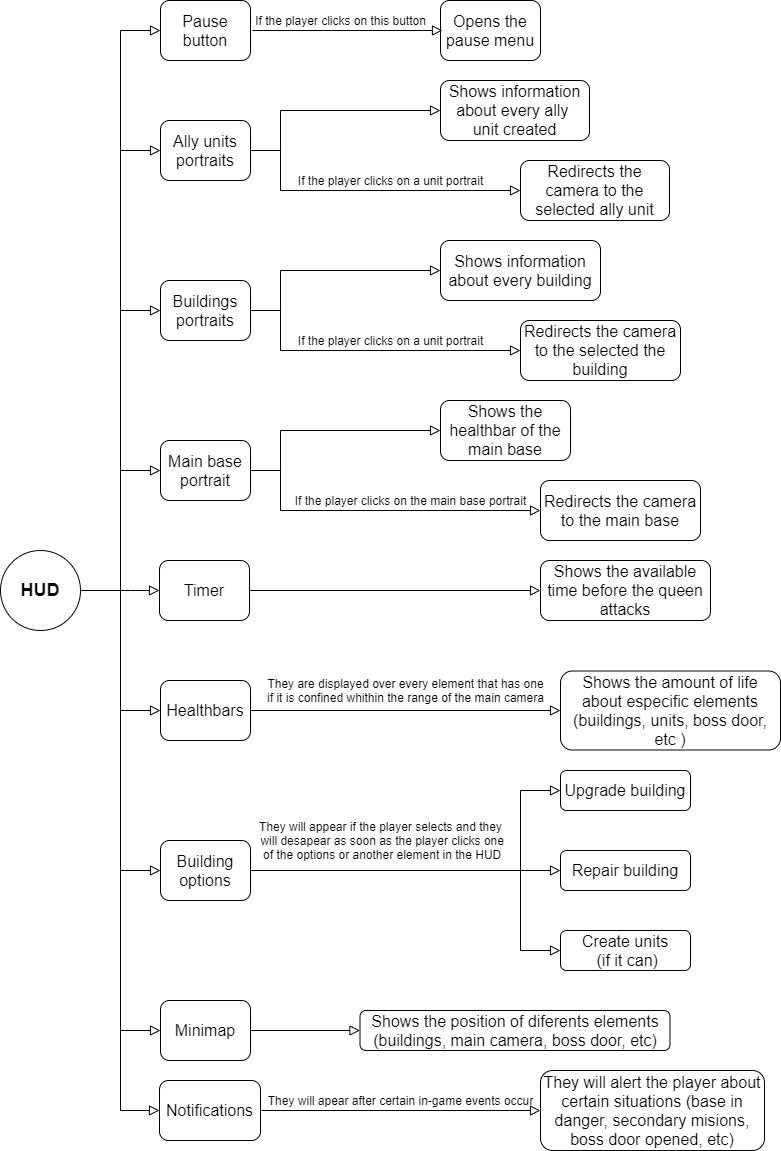 Pause
button
If the player clicks on this button
Opens the
pause menu
Ally units
portraits
Shows information
about every ally
unit created
If the player clicks on a unit portrait
Redirects the
camera to the
selected ally unit
Buildings
portraits
Shows information
about every building
If the player clicks on a unit portrait
Redirects the camera
to the selected the
building
Main base
portrait
Shows the
healthbar of the
main base
If the player clicks on the main base portrait
Redirects the camera
to the main base
HUD
Timer
Shows the available
time before the queen
attacks
Healthbars
They are displayed over every element that has one
if it is confined whithin the range of the main camera
Shows the amount of life
about especific elements
(buildings, units, boss door,
etc )
Building
options
They will appear if the player selects and they
will desapear as soon as the player clicks one
of the options or another element in the HUD
Upgrade building
Repair building
Create units
(if it can)
Minimap
Shows the position of diferents elements
(buildings, main camera, boss door, etc)
Notifications
They will apear after certain in-game events occur
They will alert the player about
certain situations (base in
danger, secondary misions,
boss door opened, etc)